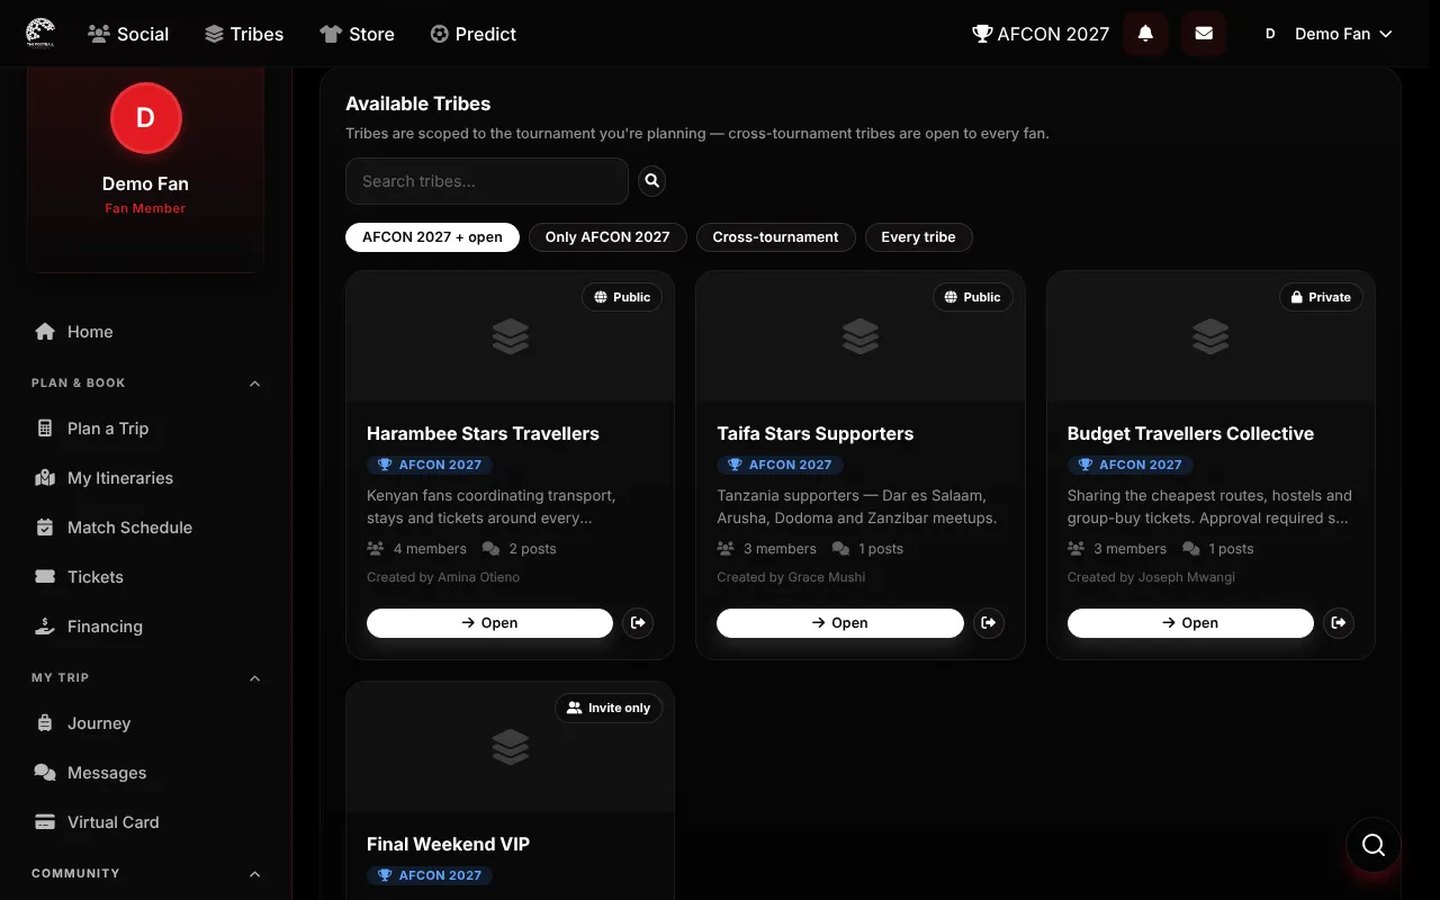 Social
Tribes
Store
Predict
AFCON 2027
D
Demo Fan
D
Demo Fan
Fan Member
Home
PLAN & BOOK
Plan a Trip
My Itineraries
Match Schedule
Tickets
Financing
MY TRIP
Journey
Messages
Virtual Card
COMMUNITY
Available Tribes
Tribes are scoped to the tournament you're planning — cross-tournament tribes are open to every fan.
Search tribes...
AFCON 2027 + open
Only AFCON 2027
Cross-tournament
Every tribe
Public
Harambee Stars Travellers
AFCON 2027
Kenyan fans coordinating transport,
stays and tickets around every...
4 members
2 posts
Created by Amina Otieno
Open
Public
Taifa Stars Supporters
AFCON 2027
Tanzania supporters — Dar es Salaam,
Arusha, Dodoma and Zanzibar meetups.
3 members
1 posts
Created by Grace Mushi
Open
Private
Budget Travellers Collective
AFCON 2027
Sharing the cheapest routes, hostels and
group-buy tickets. Approval required s...
3 members
1 posts
Created by Joseph Mwangi
Open
Invite only
Final Weekend VIP
AFCON 2027